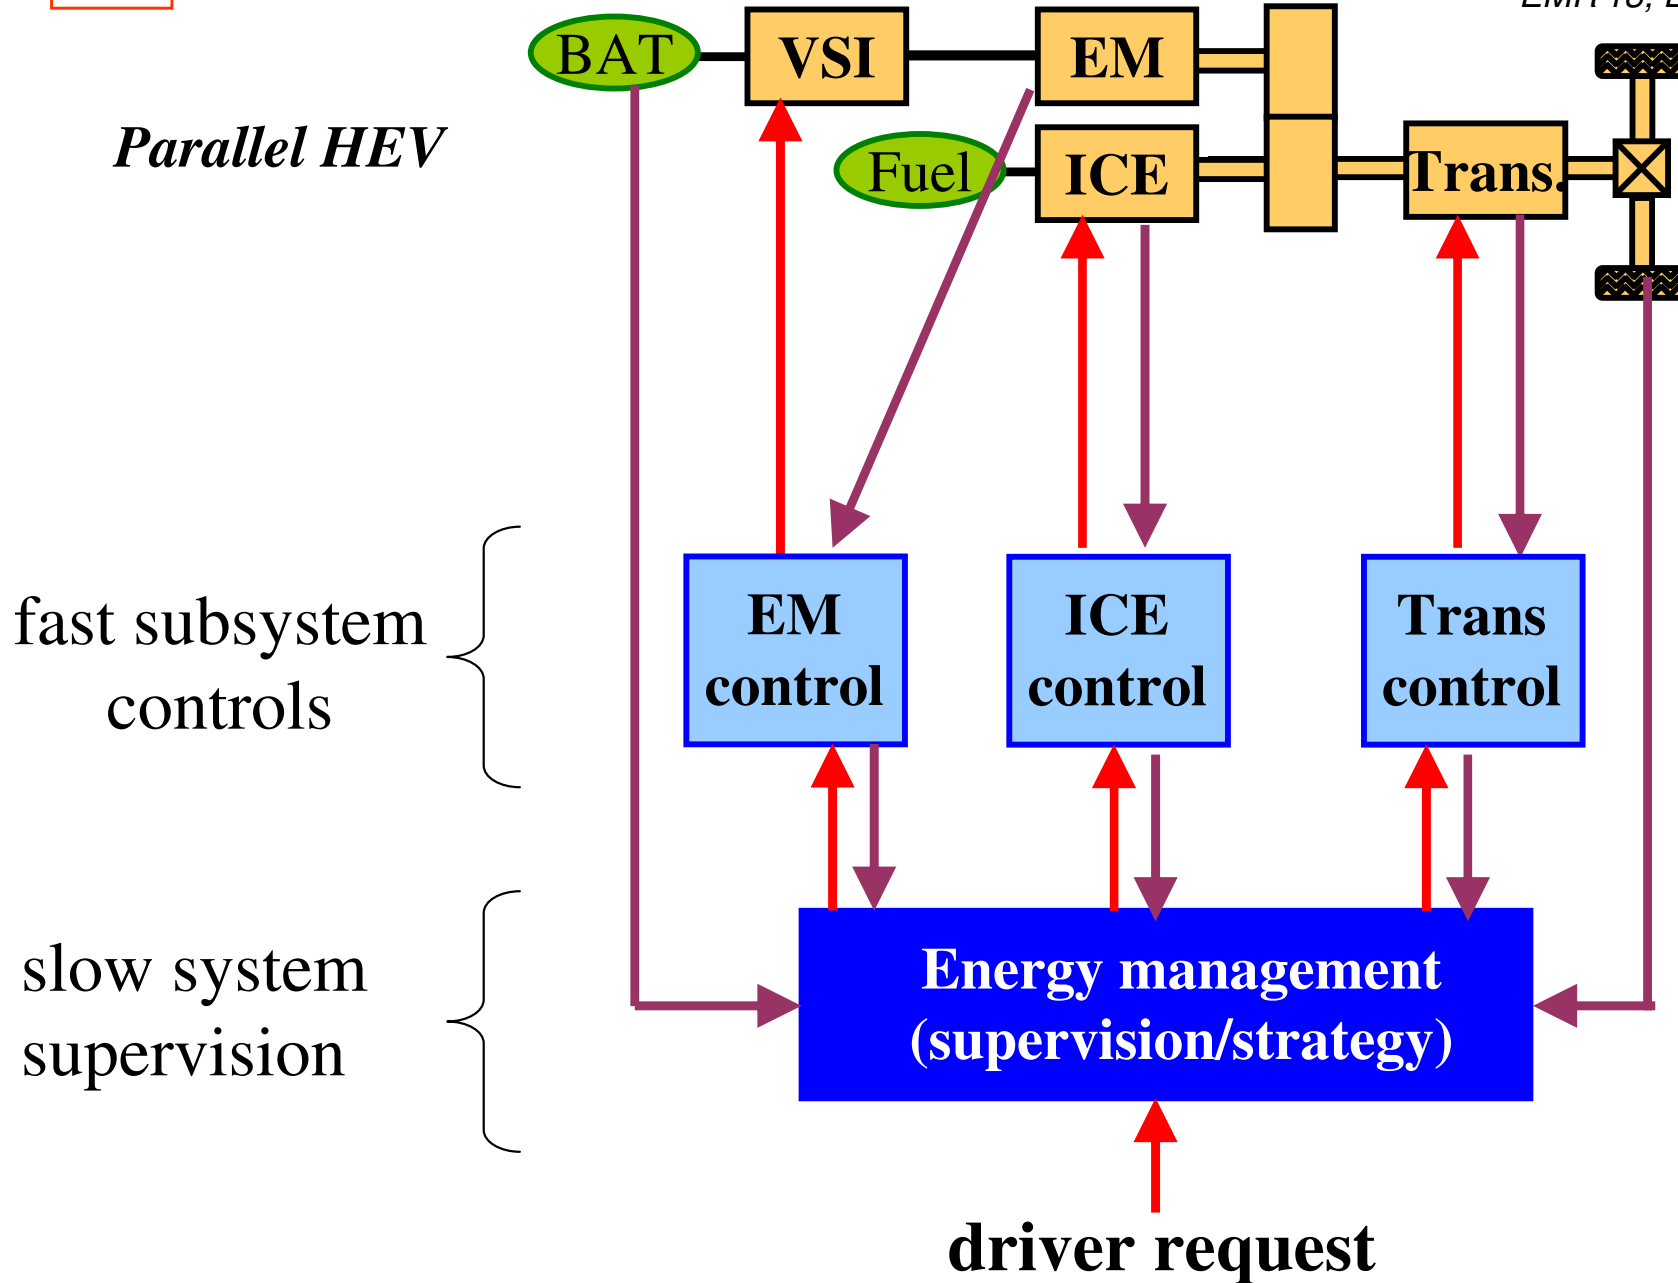 BAT
VSI
EM
Parallel HEV
Fuel
ICE
Trans.
fast subsystem
controls
EM
control
ICE
control
Trans
control
slow system
supervision
Energy management
(supervision/strategy)
driver request